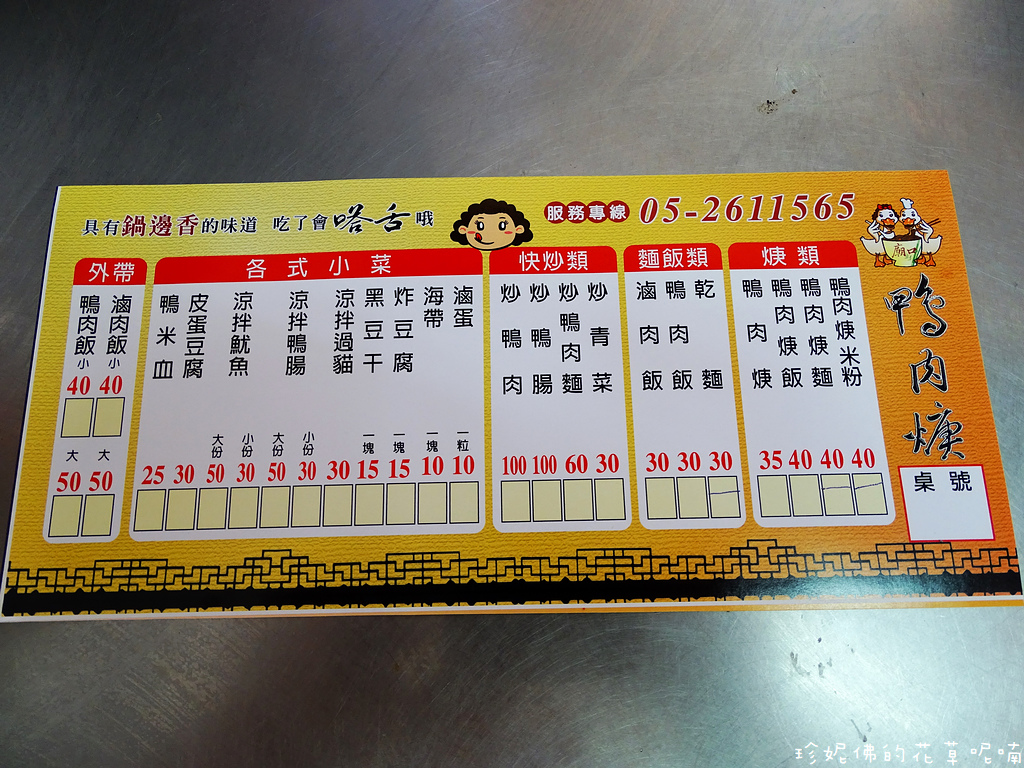 具有鍋邊香的味道 吃了會嗒舌哦
服務專線 05-2611565
廟口
鴨肉焿
桌號
焿類
鴨肉焿 35
鴨肉焿飯 40
鴨肉焿麵 40
鴨肉焿米粉 40
麵飯類
乾麵 30
鴨肉飯 30
滷肉飯 30
快炒類
炒青菜 30
炒鴨肉麵 60
炒鴨腸 100
炒鴨肉 100
各式小菜
滷蛋 一粒 10
海帶 一塊 10
炸豆腐 一塊 15
黑豆干 一塊 15
涼拌過貓 30
涼拌鴨腸 小份 30 大份 50
涼拌魷魚 小份 30 大份 50
皮蛋豆腐 30
鴨米血 25
外帶
滷肉飯 小 40 大 50
鴨肉飯 小 40 大 50
珍妮佛的花草呢喃